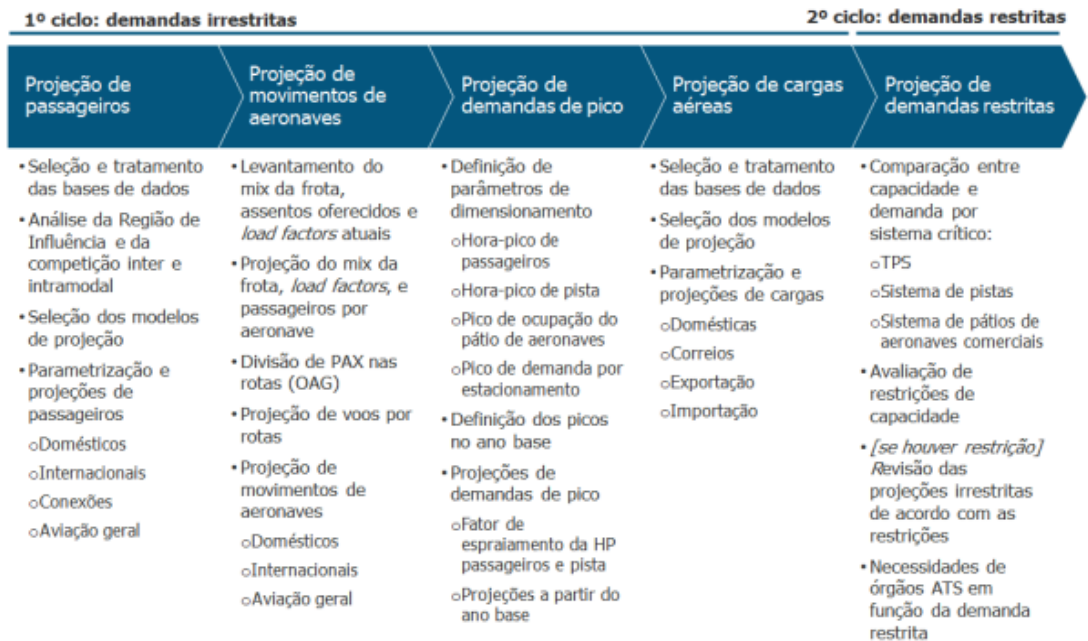 1º ciclo: demandas irrestritas
2º ciclo: demandas restritas
Projeção de
passageiros
Projeção de
movimentos de
aeronaves
Projeção de
demandas de pico
Projeção de cargas
aéreas
Projeção de
demandas restritas
•Seleção e tratamento
das bases de dados
•Análise da Região de
Influência e da
competição inter e
intramodal
•Seleção dos modelos
de projeção
•Parametrização e
projeções de
passageiros
oDomésticos
oInternacionais
oConexões
oAviação geral
•Levantamento do
mix da frota,
assentos oferecidos e
load factors atuais
•Projeção do mix da
frota, load factors, e
passageiros por
aeronave
•Divisão de PAX nas
rotas (OAG)
•Projeção de voos por
rotas
•Projeção de
movimentos de
aeronaves
oDomésticos
oInternacionais
oAviação geral
•Definição de
parâmetros de
dimensionamento
oHora-pico de
passageiros
oHora-pico de pista
oPico de ocupação do
pátio de aeronaves
oPico de demanda por
estacionamento
•Definição dos picos
no ano base
•Projeções de
demandas de pico
oFator de
espraiamento da HP
passageiros e pista
oProjeções a partir do
ano base
•Seleção e tratamento
das bases de dados
•Seleção dos modelos
de projeção
•Parametrização e
projeções de cargas
oDomésticas
oCorreios
oExportação
oImportação
•Comparação entre
capacidade e
demanda por
sistema crítico:
oTPS
oSistema de pistas
oSistema de pátios de
aeronaves comerciais
•Avaliação de
restrições de
capacidade
•[se houver restrição]
Revisão das
projeções irrestritas
de acordo com as
restrições
•Necessidades de
órgãos ATS em
função da demanda
restrita